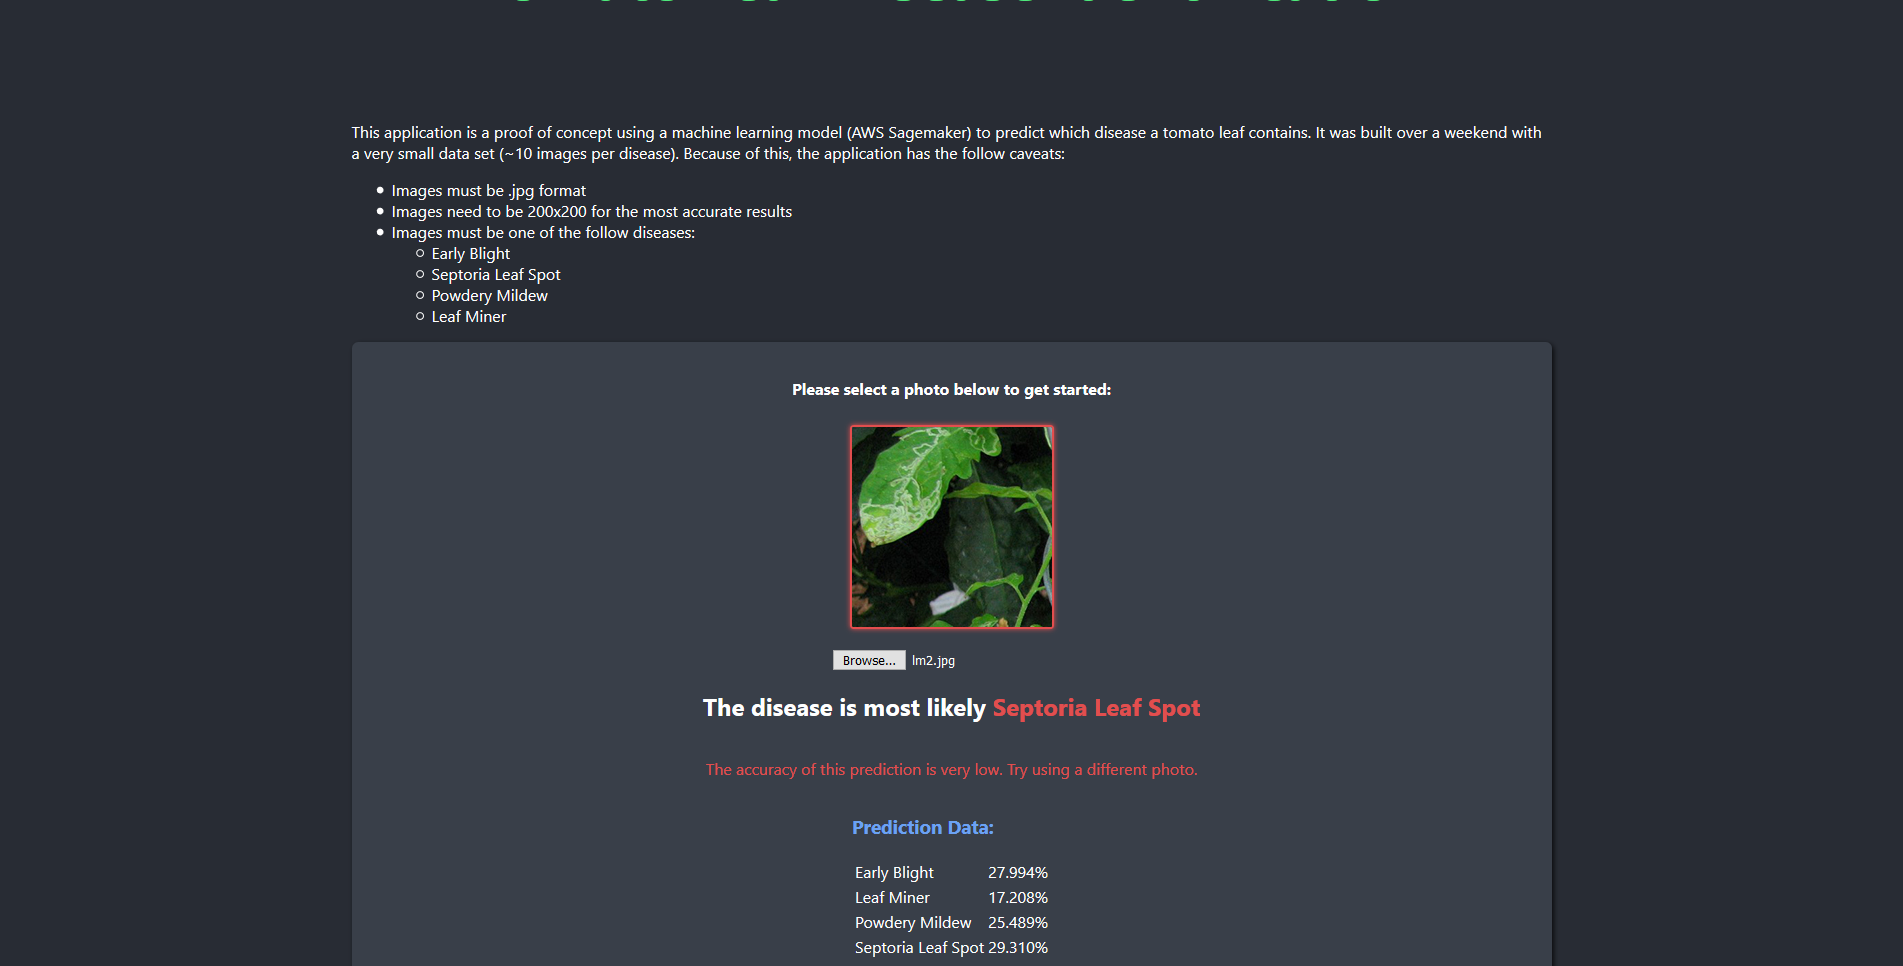 This application is a proof of concept using a machine learning model (AWS Sagemaker) to predict which disease a tomato leaf contains. It was built over a weekend with
a very small data set (~10 images per disease). Because of this, the application has the follow caveats:
Images must be .jpg format
Images need to be 200x200 for the most accurate results
Images must be one of the follow diseases:
Early Blight
Septoria Leaf Spot
Powdery Mildew
Leaf Miner
Please select a photo below to get started:
Browse... lm2.jpg
The disease is most likely Septoria Leaf Spot
The accuracy of this prediction is very low. Try using a different photo.
Prediction Data:
Early Blight 27.994%
Leaf Miner 17.208%
Powdery Mildew 25.489%
Septoria Leaf Spot 29.310%